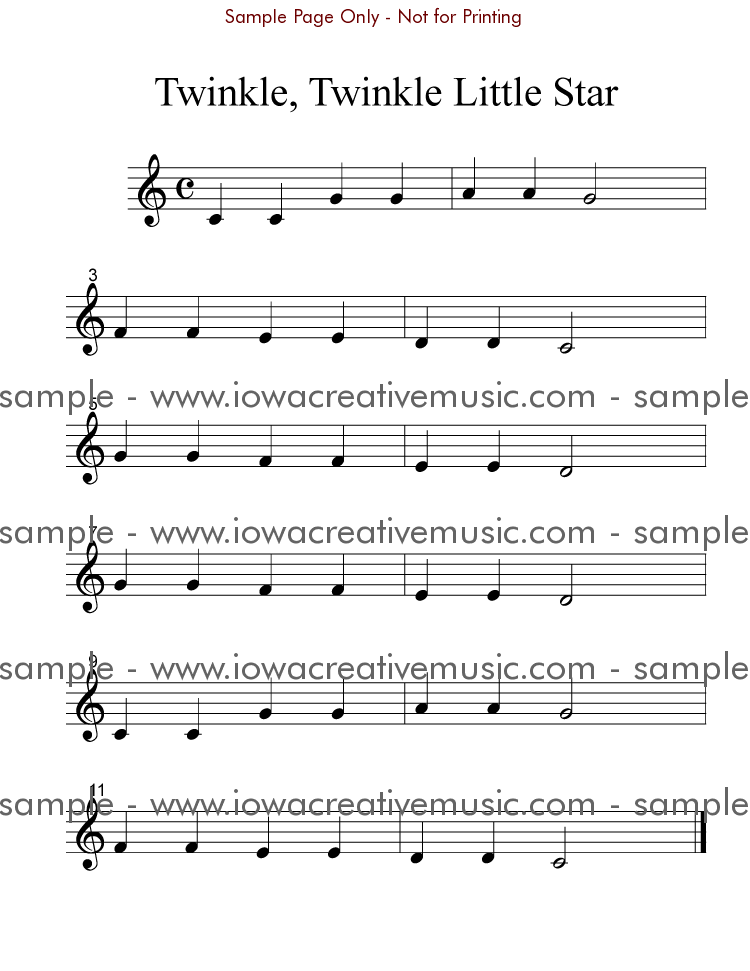 Sample Page Only - Not for Printing
Twinkle, Twinkle Little Star
3
sample - www.iowacreativemusic.com - sample
5
sample - www.iowacreativemusic.com - sample
7
sample - www.iowacreativemusic.com - sample
9
sample - www.iowacreativemusic.com - sample
11